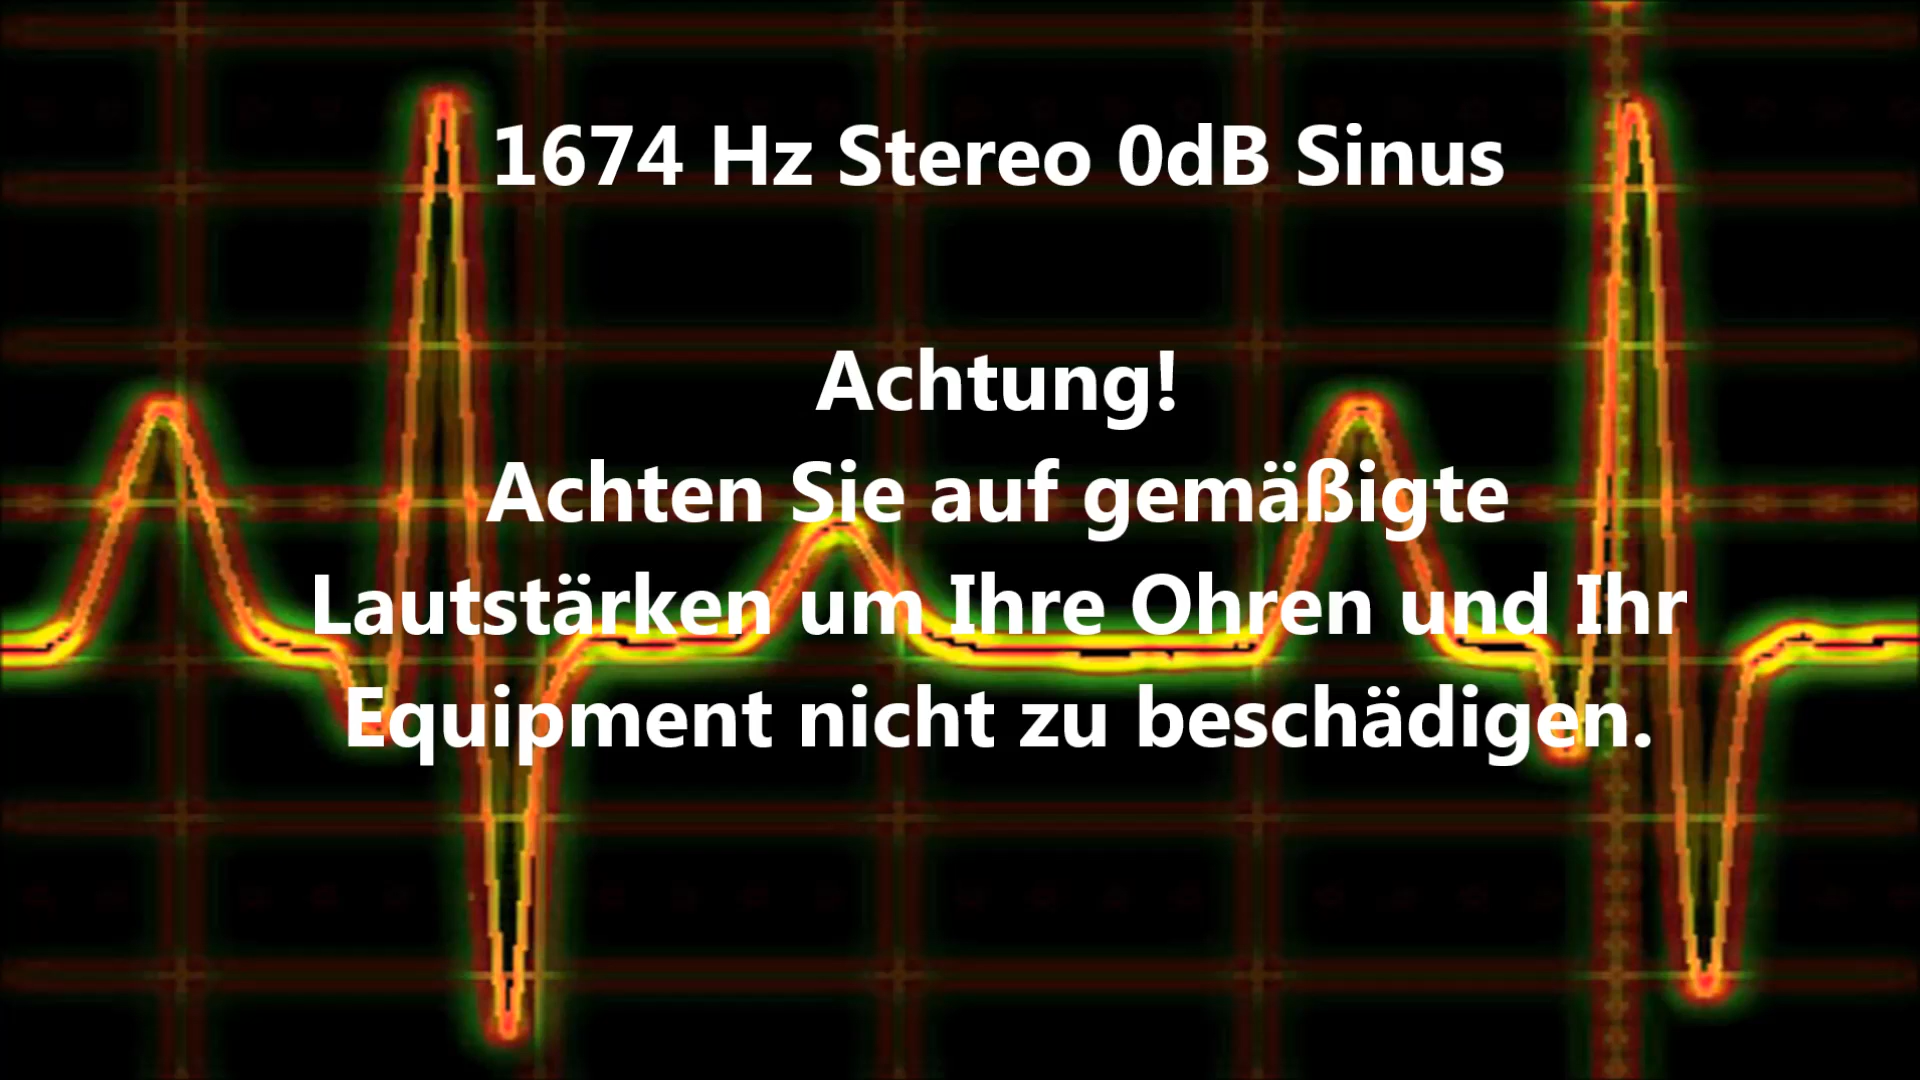 1674 Hz Stereo 0dB Sinus
Achtung!
Achten Sie auf gemäßigte
Lautstärken um Ihre Ohren und Ihr
Equipment nicht zu beschädigen.